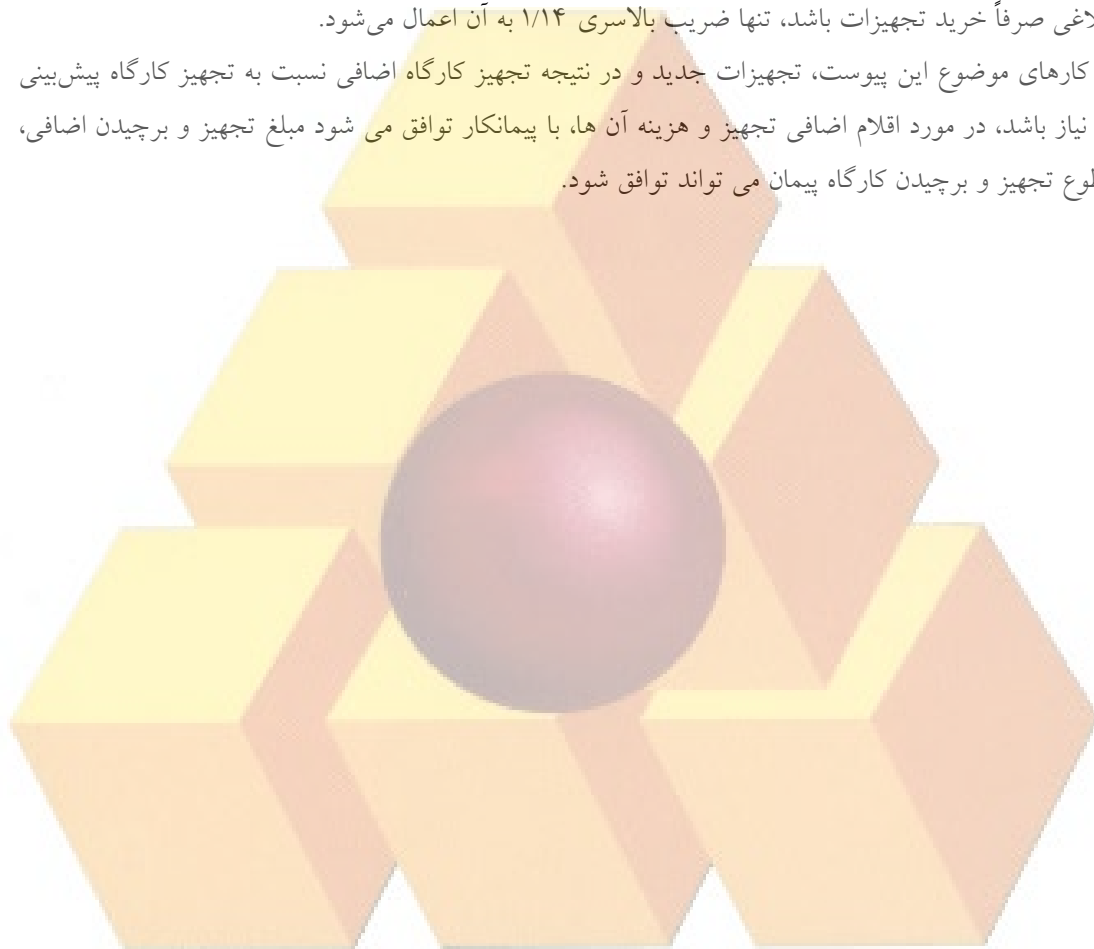 صرفاً خرید تجهیزات باشد، تنها ضریب بالاسری ۱/۱۴ به آن اعمال می‌شود.
کارهای موضوع این پیوست، تجهیزات جدید و در نتیجه تجهیز کارگاه اضافی نسبت به تجهیز کارگاه پیش‌بینی
نیاز باشد، در مورد اقلام اضافی تجهیز و هزینه آن ها، با پیمانکار توافق می شود مبلغ تجهیز و برچیدن اضافی،
تجهیز و برچیدن کارگاه پیمان می تواند توافق شود.